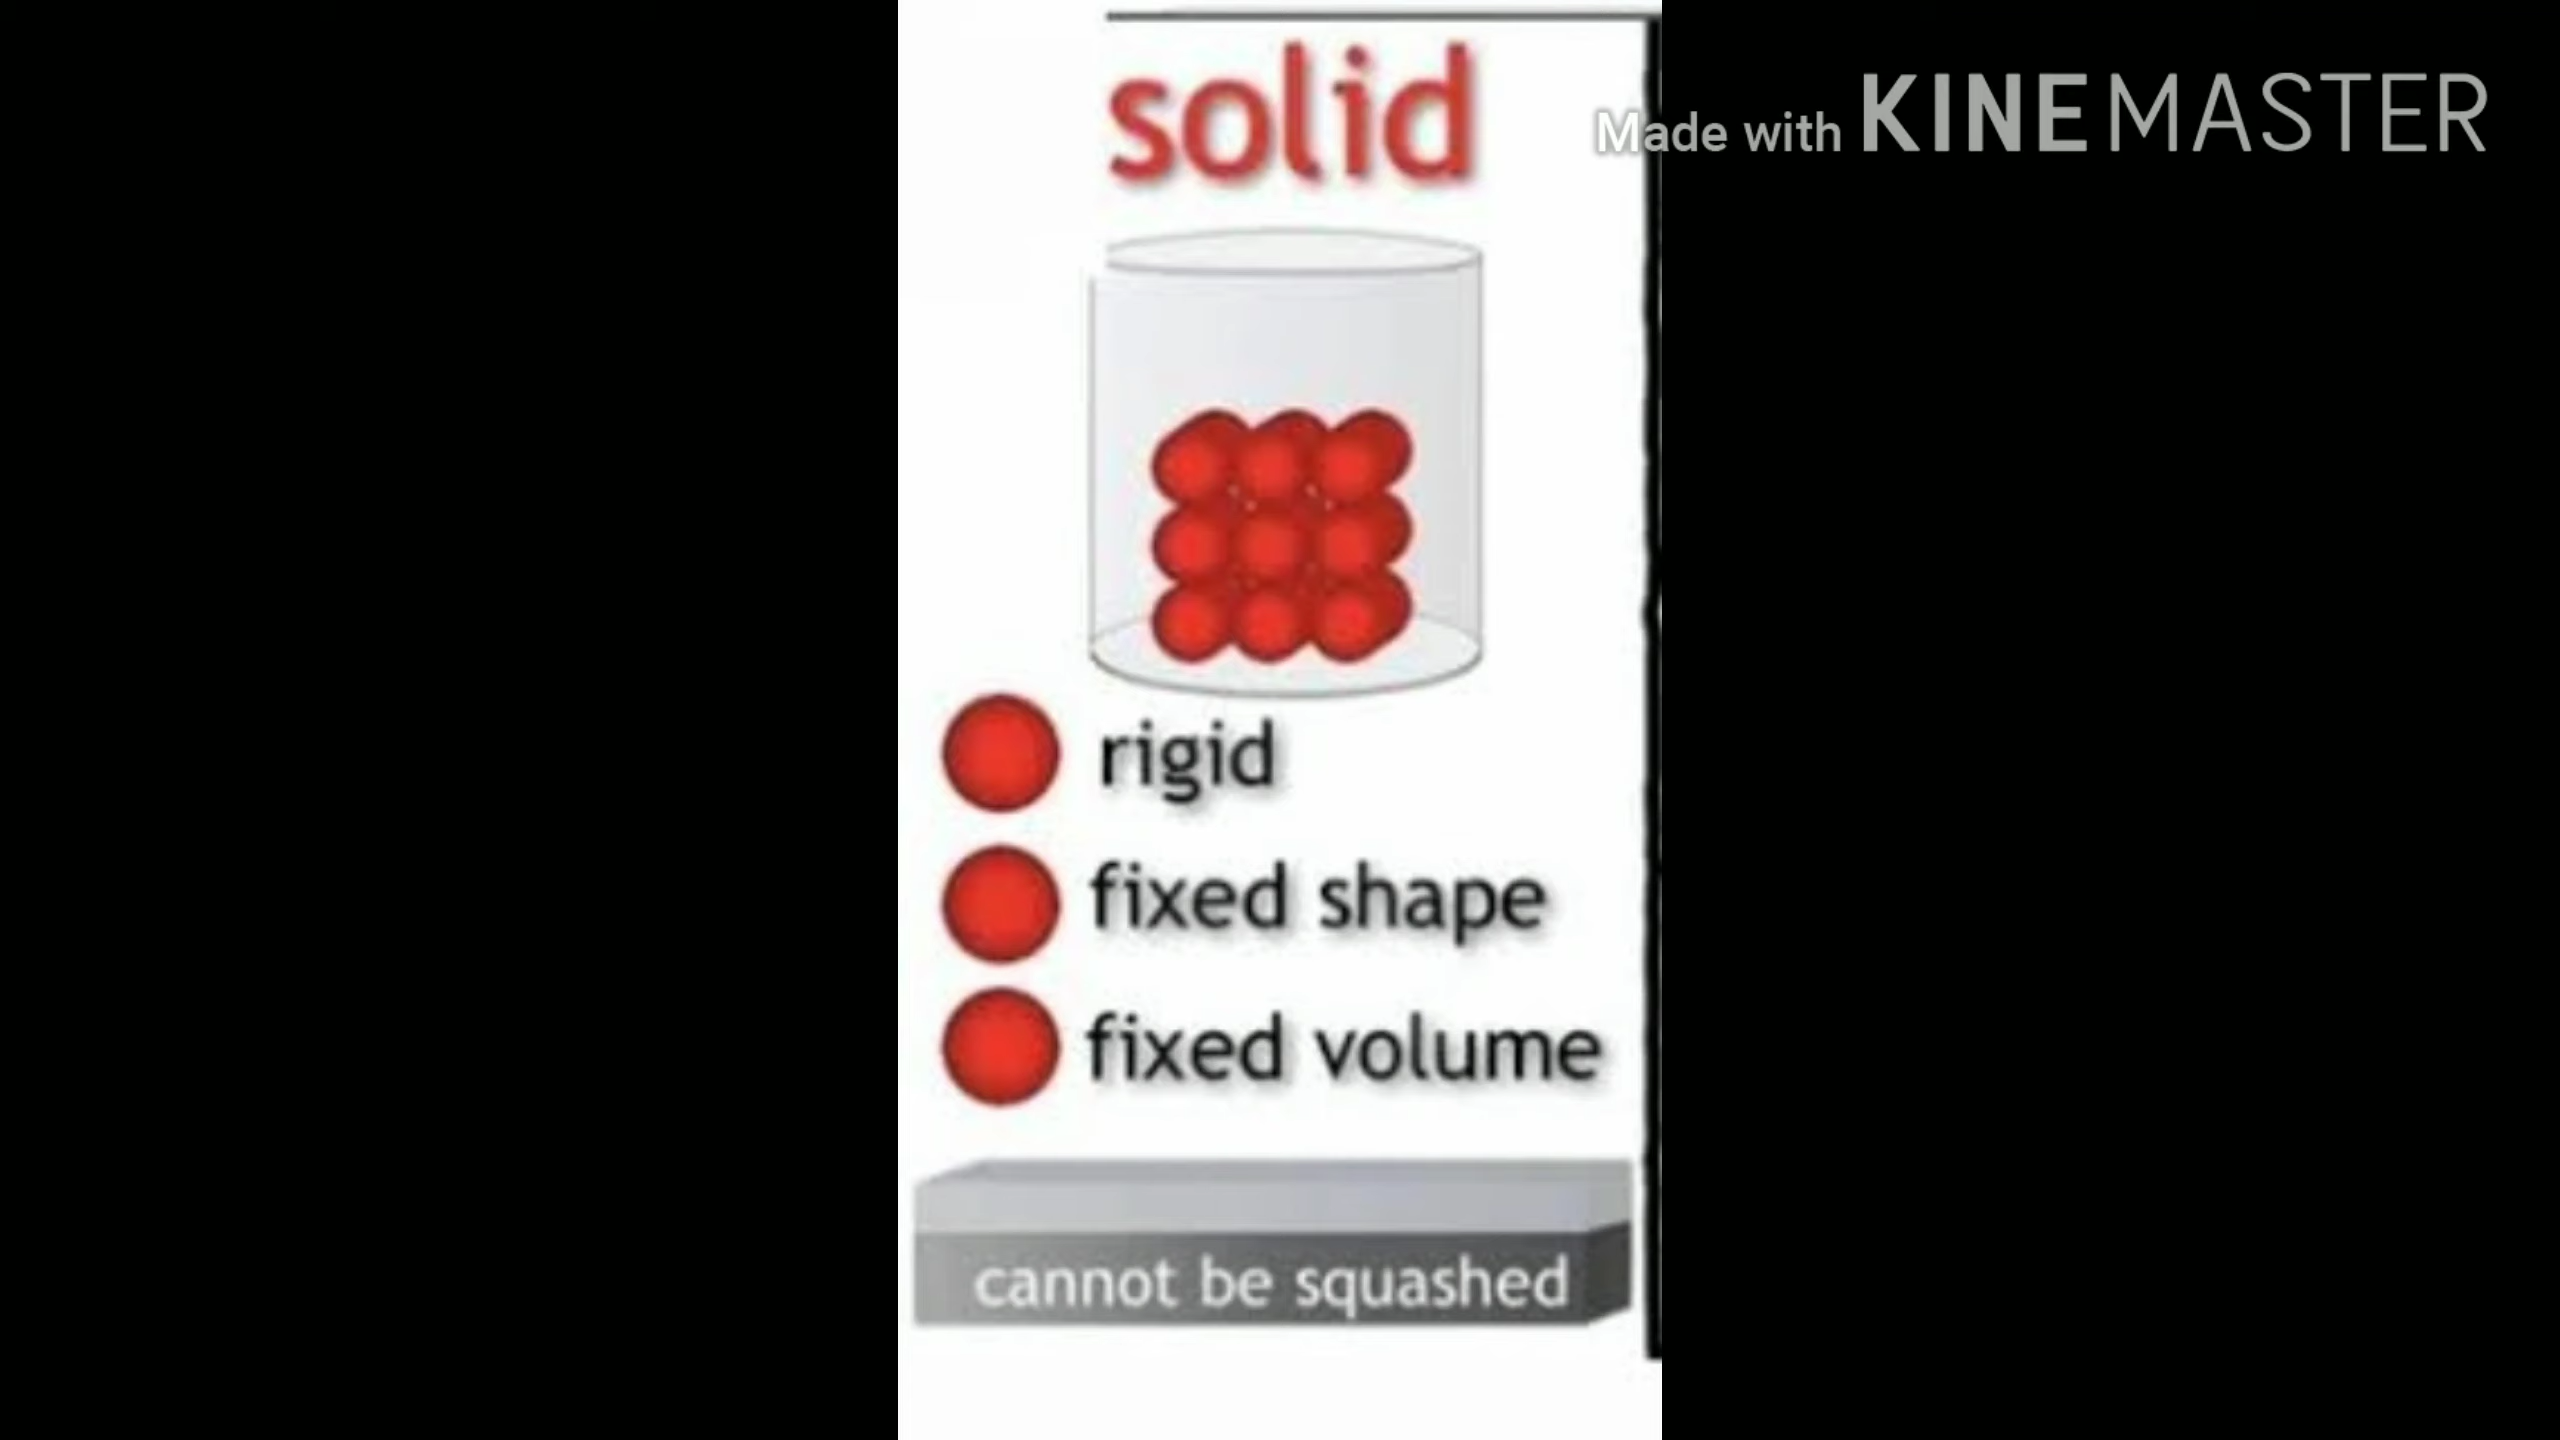 solid
Made with KINEMASTER
rigid
fixed shape
fixed volume
cannot be squashed